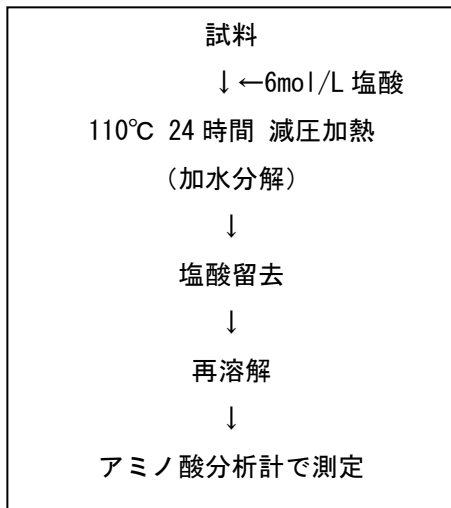 試料
↓←6mol/L 塩酸
110℃ 24 時間 減圧加熱
（加水分解）
↓
塩酸留去
↓
再溶解
↓
アミノ酸分析計で測定